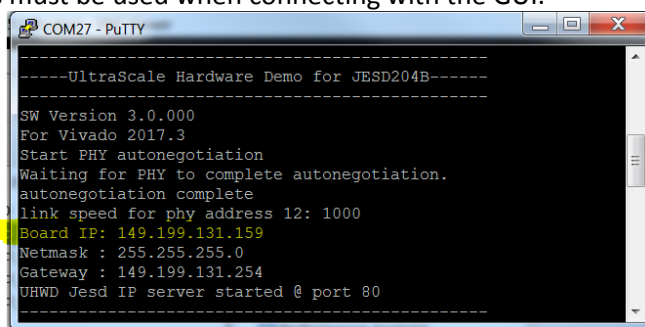 must be used when connecting with the GUI.
COM27 - PuTTY
-----------------------------------------------
-----UltraScale Hardware Demo for JESD204B------
-----------------------------------------------
SW Version 3.0.000
For Vivado 2017.3
Start PHY autonegotiation
Waiting for PHY to complete autonegotiation.
autonegotiation complete
link speed for phy address 12: 1000
Board IP: 149.199.131.159
Netmask : 255.255.255.0
Gateway : 149.199.131.254
UHWD Jesd IP server started @ port 80
-----------------------------------------------